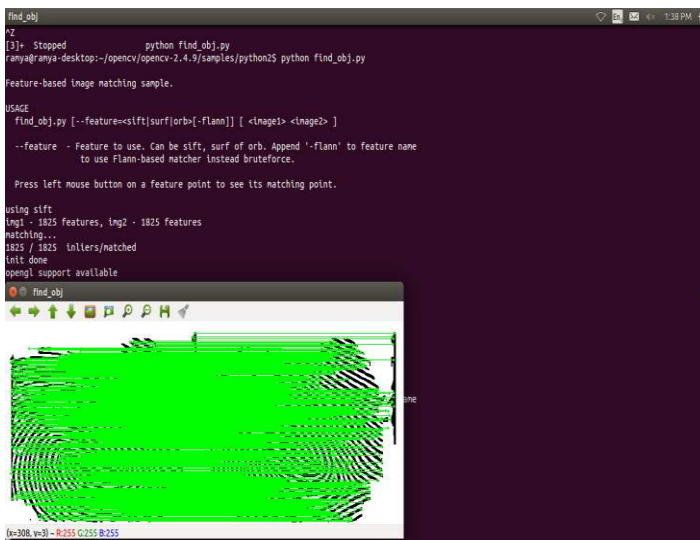 find_obj
En 1:38 PM
^Z
[3]+ Stopped python find_obj.py
ramya@ramya-desktop:~/opencv/opencv-2.4.9/samples/python2$ python find_obj.py
Feature-based image matching sample.
USAGE
find_obj.py [--feature=<sift|surf|orb>[-flann]] [ <image1> <image2> ]
--feature - Feature to use. Can be sift, surf of orb. Append '-flann' to feature name
to use Flann-based matcher instead bruteforce.
Press left mouse button on a feature point to see its matching point.
using sift
img1 - 1825 features, img2 - 1825 features
matching...
1825 / 1825 inliers/matched
init done
opengl support available
find_obj
ame
(x=308, y=3) ~ R:255 G:255 B:255